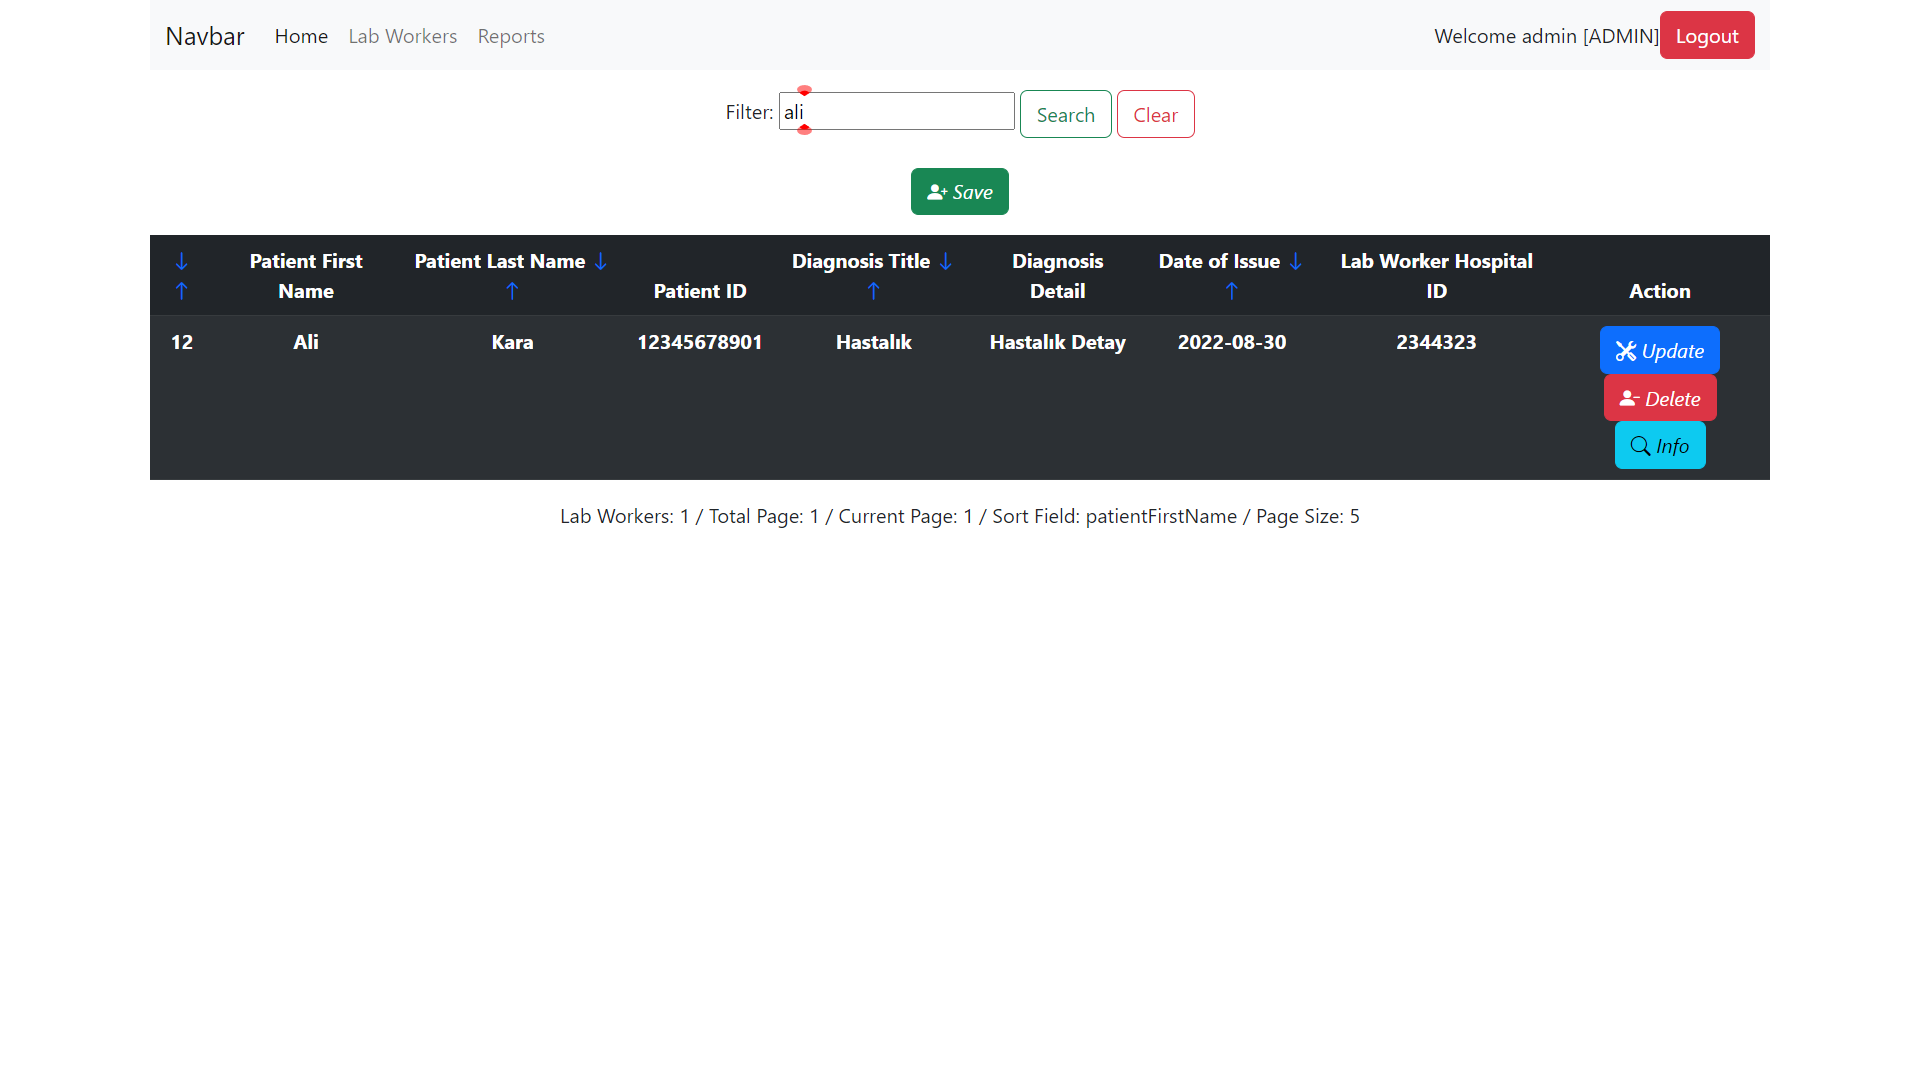 Navbar Home Lab Workers Reports Welcome admin [ADMIN] Logout
Filter: ali Search Clear
Save
↓ Patient First Patient Last Name ↓ Diagnosis Title ↓ Diagnosis Date of Issue ↓ Lab Worker Hospital
↑ Name ↑ Patient ID ↑ Detail ↑ ID Action
12 Ali Kara 12345678901 Hastalık Hastalık Detay 2022-08-30 2344323 Update
Delete
Info
Lab Workers: 1 / Total Page: 1 / Current Page: 1 / Sort Field: patientFirstName / Page Size: 5